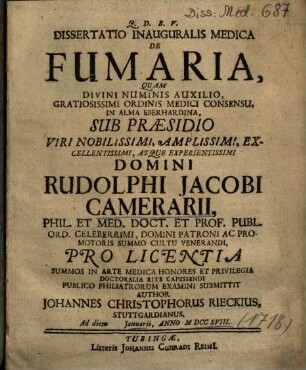 Diss: Med. 687
Q. D. B. V.
DISSERTATIO INAUGURALIS MEDICA
DE
FUMARIA,
QUAM
DIVINI NUMINIS AUXILIO,
GRATIOSISSIMI ORDINIS MEDICI CONSENSU,
IN ALMA EBERHARDINA,
SUB PRÆSIDIO
VIRI NOBILISSIMI, AMPLISSIMI, EX-
CELLENTISSIMI, ATQUE EXPERIENTISSIMI
DOMINI
RUDOLPHI JACOBI
CAMERARII,
PHIL. ET MED. DOCT. ET PROF. PUBL.
ORD. CELEBERRIMI, DOMINI PATRONI AC PRO-
MOTORIS SUMMO CULTU VENERANDI,
PRO LICENTIA
SUMMOS IN ARTE MEDICA HONORES ET PRIVILEGIA
DOCTORALIA RITE CAPESSENDI
PUBLICO PHILIATRORUM EXAMINI SUBMITTIT
AUTHOR
JOHANNES CHRISTOPHORUS RIECKIUS,
STUTTGARDIANUS,
Ad diem Januarii, ANNO MDCCXVIII.
(1718)
TUBINGÆ,
Litteris JOHANNIS CUNRADI REISII.